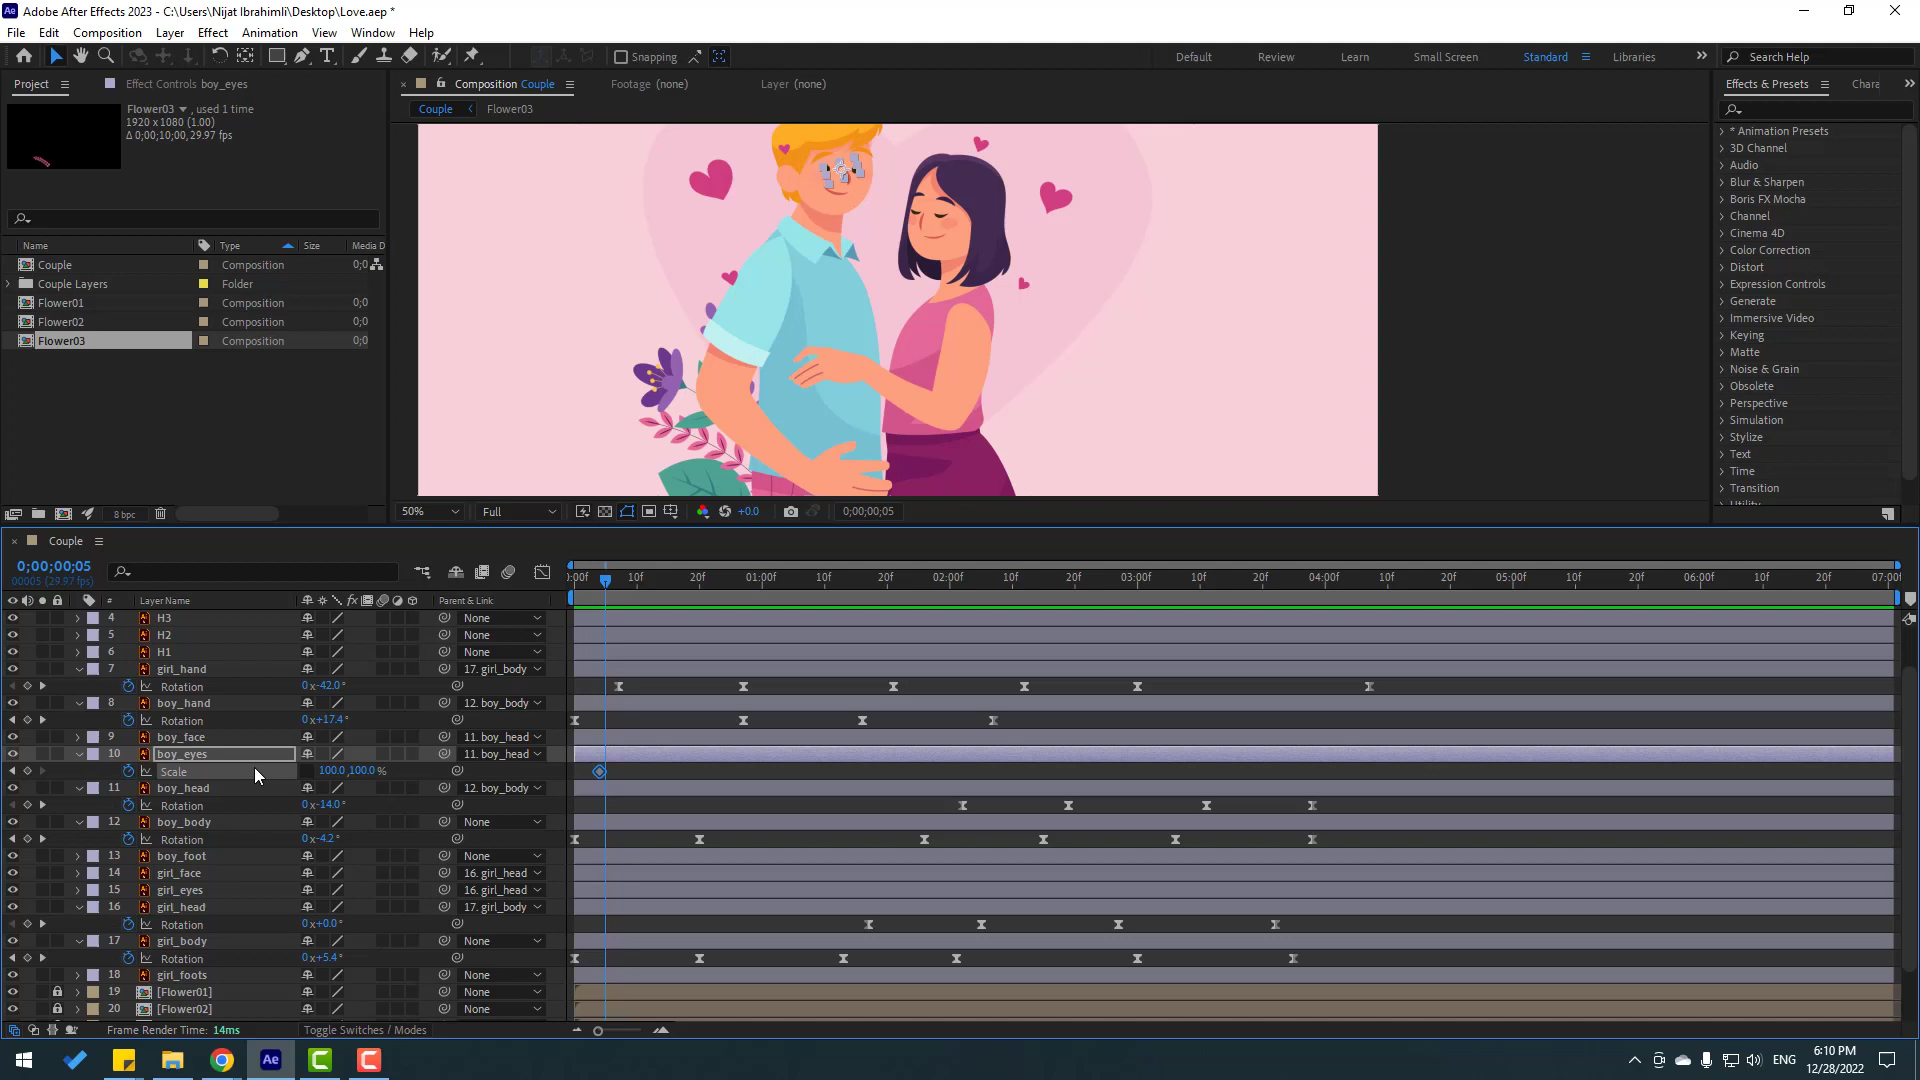 Adobe After Effects 2023 - C:\Users\Nijat Ibrahimli\Desktop\Love.aep *
File Edit Composition Layer Effect Animation View Window Help
Snapping Default Review Learn Small Screen Standard Libraries Search Help
Project Effect Controls boy_eyes Composition Couple Footage (none) Layer (none) Effects & Presets Chara
Flower03 , used 1 time
1920 x 1080 (1.00)
Δ 0;00;10;00, 29.97 fps
Couple Flower03
Name Type Size Media D
Couple Composition 0;0
Couple Layers Folder
Flower01 Composition 0;0
Flower02 Composition 0;0
Flower03 Composition 0;0
8 bpc
50% Full +0.0 0;00;00;05
* Animation Presets
3D Channel
Audio
Blur & Sharpen
Boris FX Mocha
Channel
Cinema 4D
Color Correction
Distort
Expression Controls
Generate
Immersive Video
Keying
Matte
Noise & Grain
Obsolete
Perspective
Simulation
Stylize
Text
Time
Transition
Utility
Couple
0;00;00;05
00005 (29.97 fps)
:00f 10f 20f 01:00f 10f 20f 02:00f 10f 20f 03:00f 10f 20f 04:00f 10f 20f 05:00f 10f 20f 06:00f 10f 20f 07:00f
# Layer Name Parent & Link
4 H3 None
5 H2 None
6 H1 None
7 girl_hand 17. girl_body
Rotation 0x-42.0°
8 boy_hand 12. boy_body
Rotation 0x+17.4°
9 boy_face 11. boy_head
10 boy_eyes 11. boy_head
Scale 100.0,100.0 %
11 boy_head 12. boy_body
Rotation 0x-14.0°
12 boy_body None
Rotation 0x-4.2°
13 boy_foot None
14 girl_face 16. girl_head
15 girl_eyes 16. girl_head
16 girl_head 17. girl_body
Rotation 0x+0.0°
17 girl_body None
Rotation 0x+5.4°
18 girl_foots None
19 [Flower01] None
20 [Flower02] None
Frame Render Time: 14ms Toggle Switches / Modes
Ae ENG 6:10 PM
12/28/2022